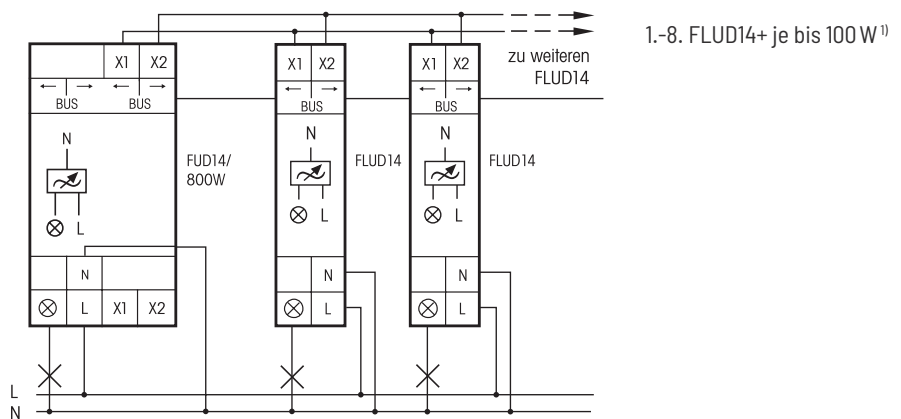 1.-8. FLUD14+ je bis 100 W ¹⁾
X1 X2
X1 X2
X1 X2
zu weiteren
FLUD14
BUS BUS
BUS
BUS
N
N
N
FUD14/
800W
FLUD14
FLUD14
L
L
L
N
N
N
L X1 X2
L
L
L
N